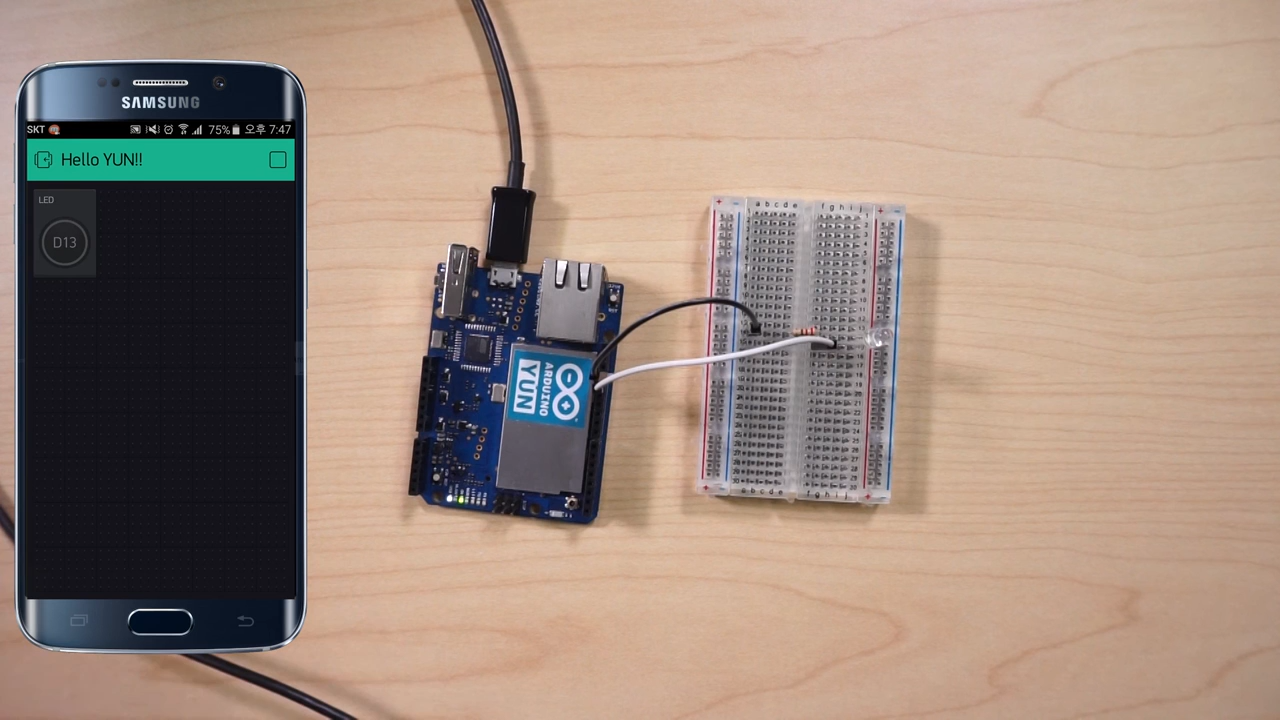 SAMSUNG
SKT 75% 오후 7:47
Hello YUN!!
LED
D13
ARDUINO
YUN
a b c d e f g h i j
a b c d e f g h i j